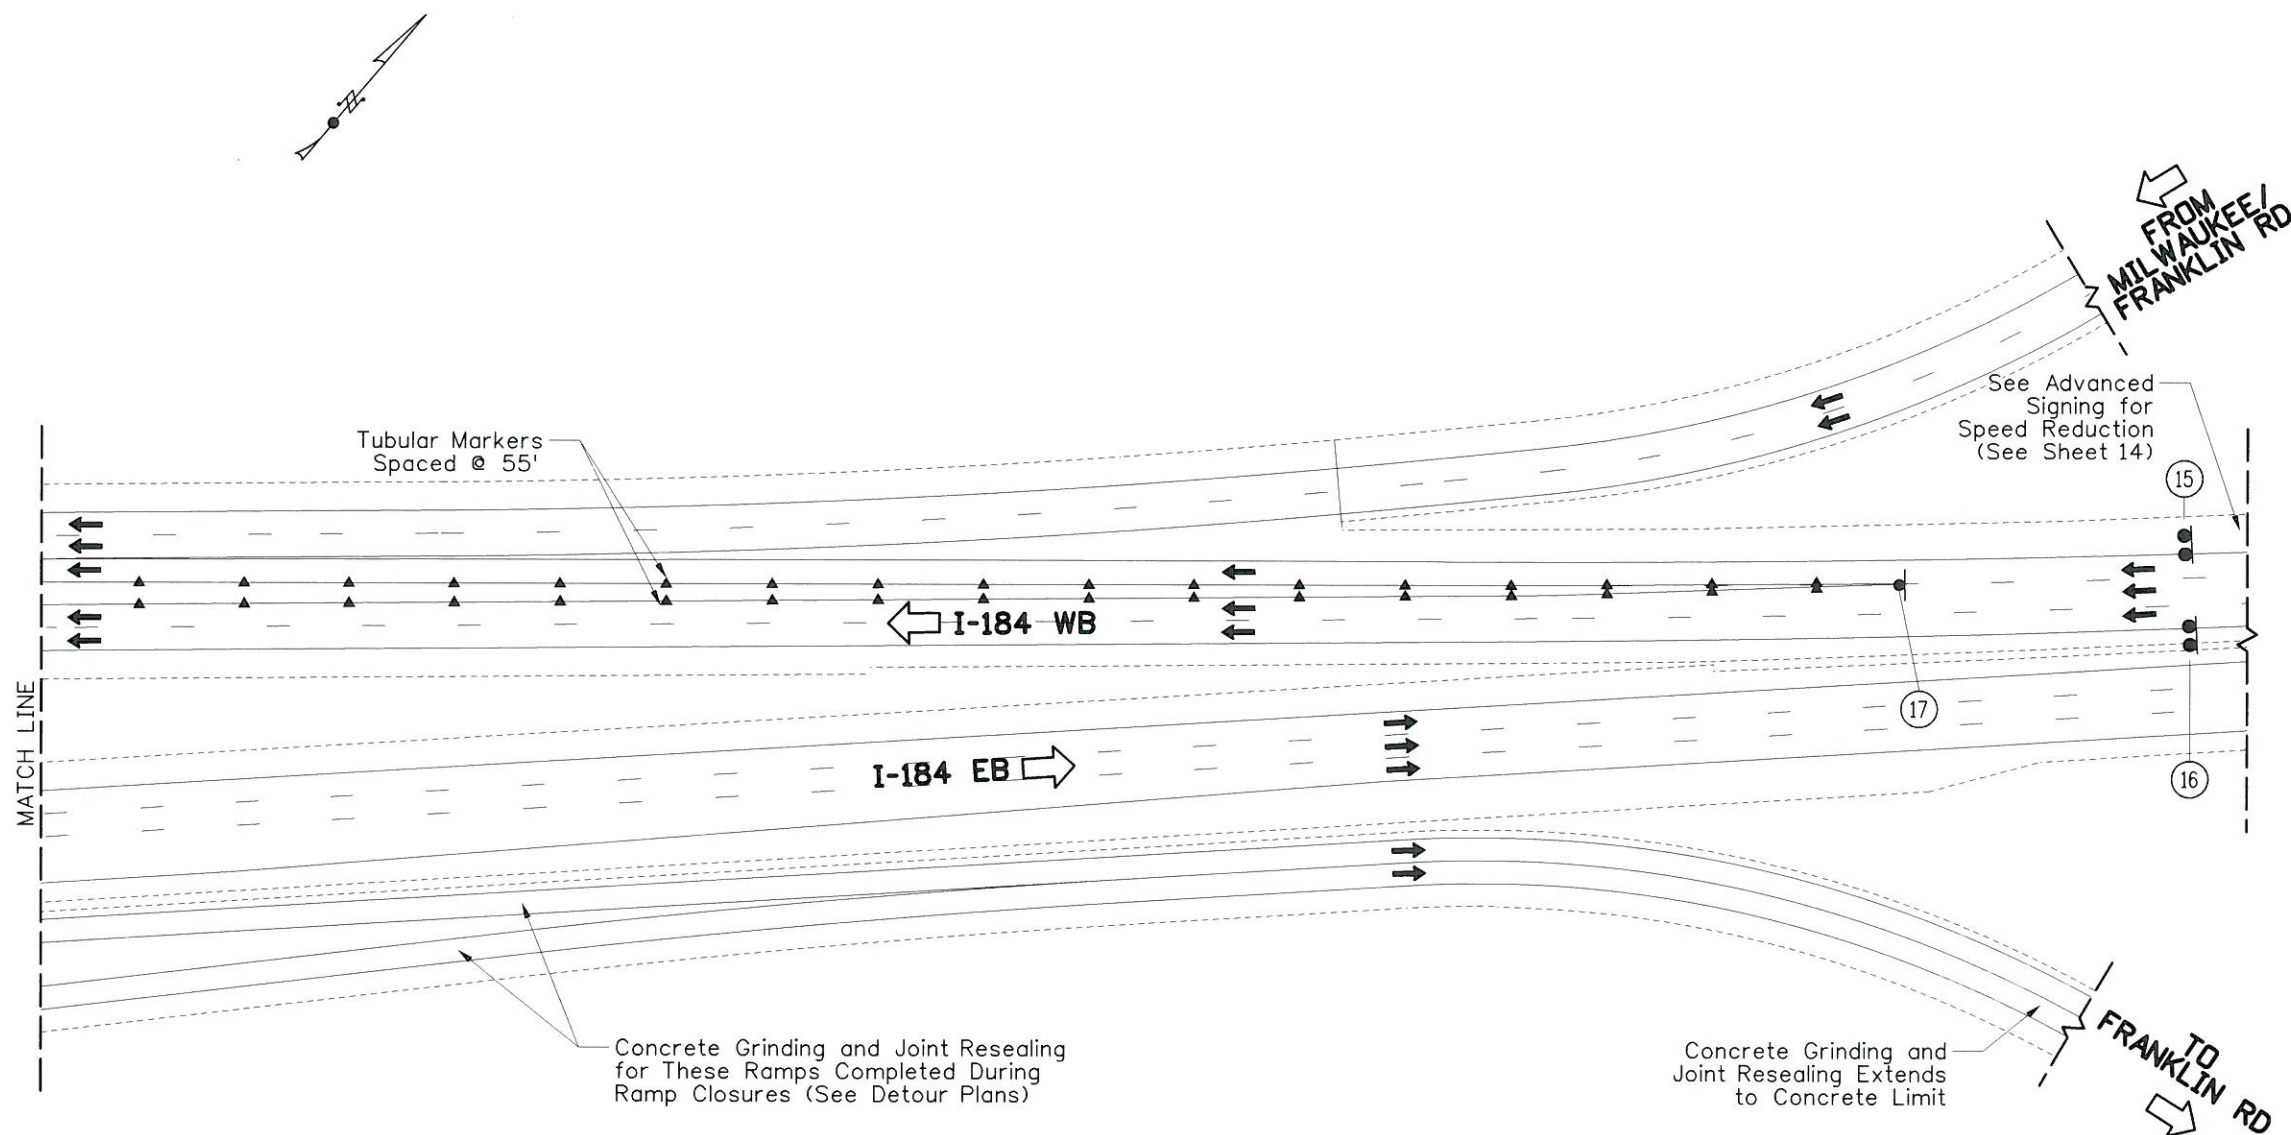 N
FROM
MILWAUKEE/
FRANKLIN RD
See Advanced
Signing for
Speed Reduction
(See Sheet 14)
Tubular Markers
Spaced @ 55'
15
I-184 WB
MATCH LINE
17
I-184 EB
16
Concrete Grinding and Joint Resealing
for These Ramps Completed During
Ramp Closures (See Detour Plans)
Concrete Grinding and
Joint Resealing Extends
to Concrete Limit
TO
FRANKLIN RD